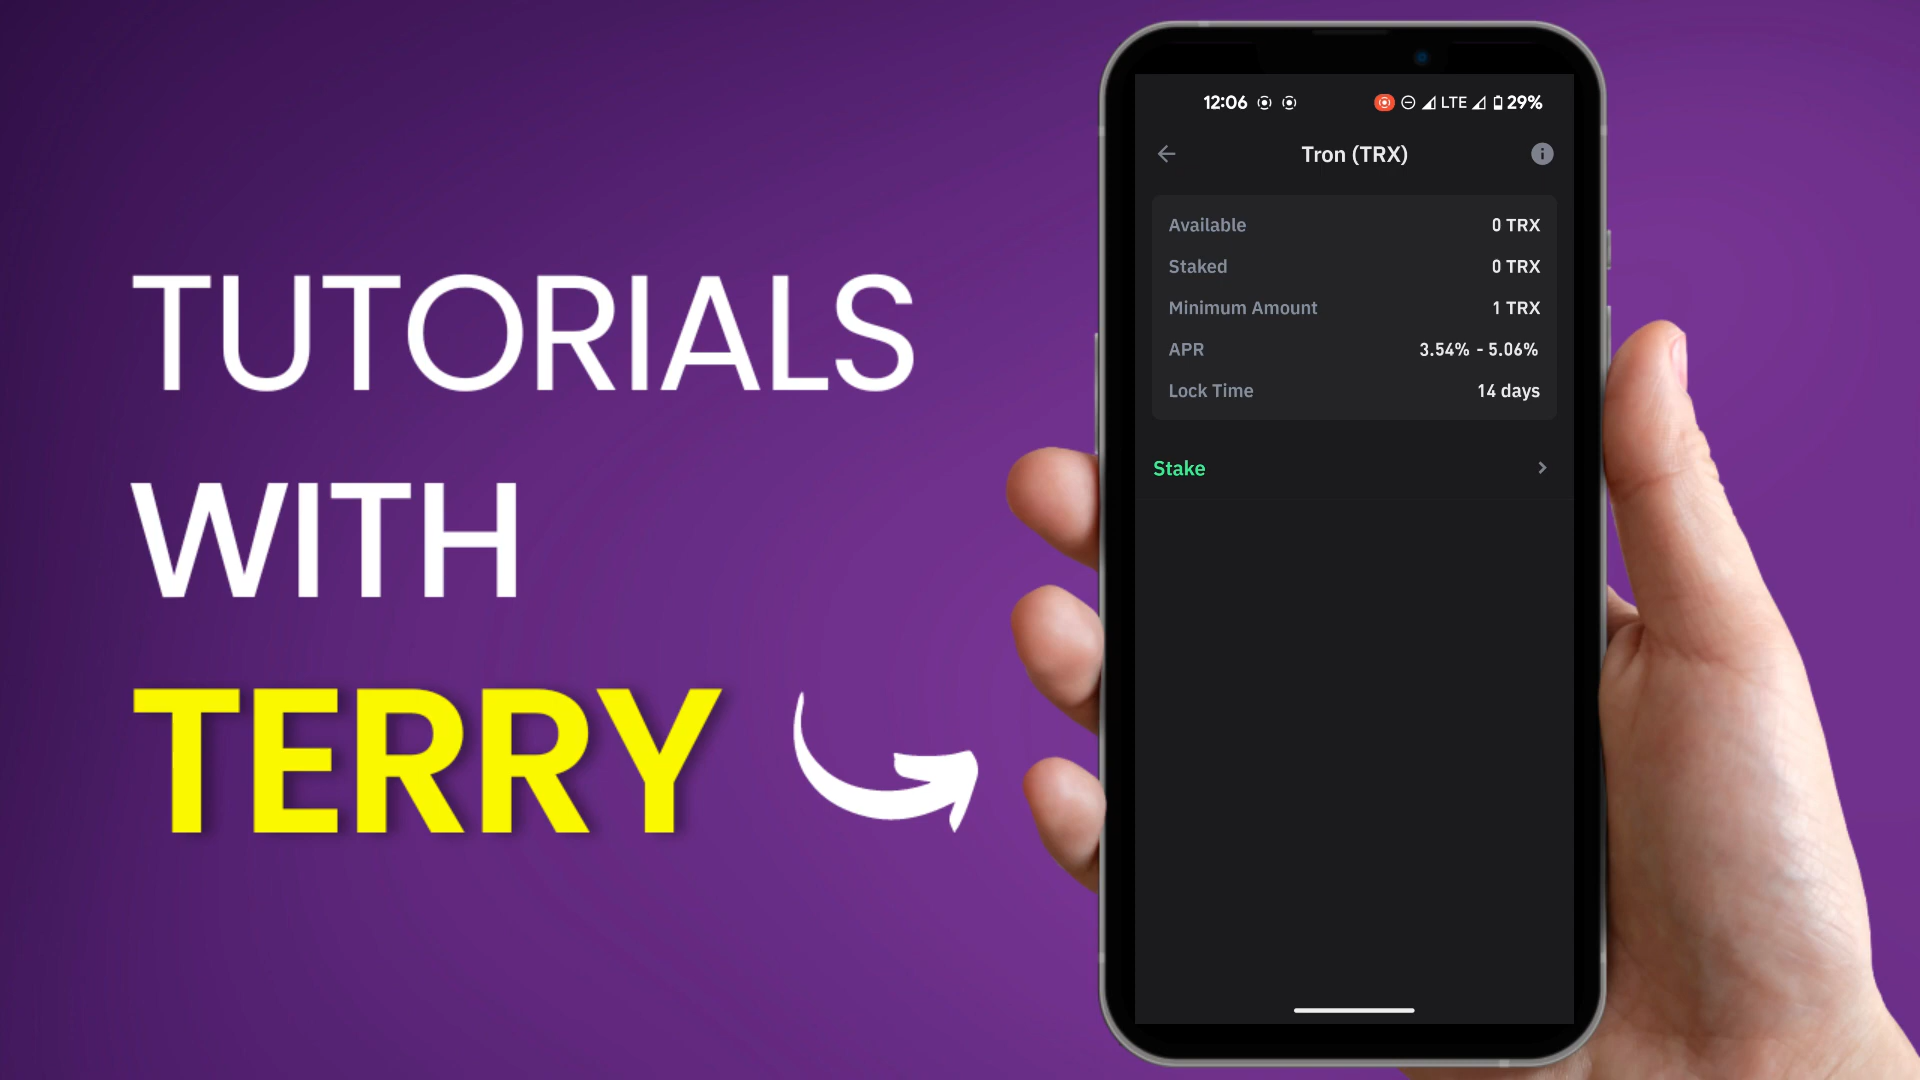 TUTORIALS
WITH
TERRY
12:06 LTE 29%
Tron (TRX)
Available 0 TRX
Staked 0 TRX
Minimum Amount 1 TRX
APR 3.54% - 5.06%
Lock Time 14 days
Stake